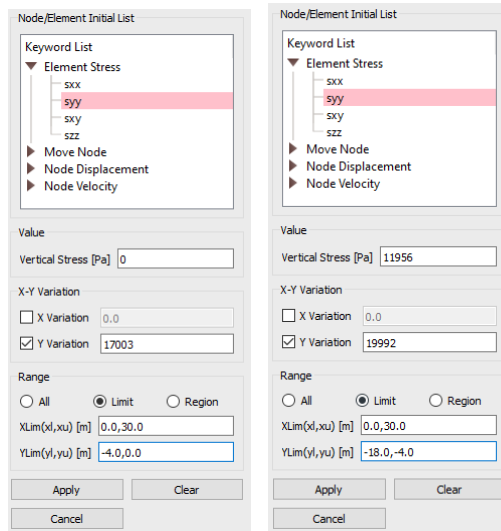 Node/Element Initial List
Keyword List
Element Stress
sxx
syy
sxy
szz
Move Node
Node Displacement
Node Velocity
Value
Vertical Stress [Pa] 0
X-Y Variation
X Variation 0.0
Y Variation 17003
Range
All Limit Region
XLim(xl,xu) [m] 0.0,30.0
YLim(yl,yu) [m] -4.0,0.0
Apply Clear
Cancel
Node/Element Initial List
Keyword List
Element Stress
sxx
syy
sxy
szz
Move Node
Node Displacement
Node Velocity
Value
Vertical Stress [Pa] 11956
X-Y Variation
X Variation 0.0
Y Variation 19992
Range
All Limit Region
XLim(xl,xu) [m] 0.0,30.0
YLim(yl,yu) [m] -18.0,-4.0
Apply Clear
Cancel